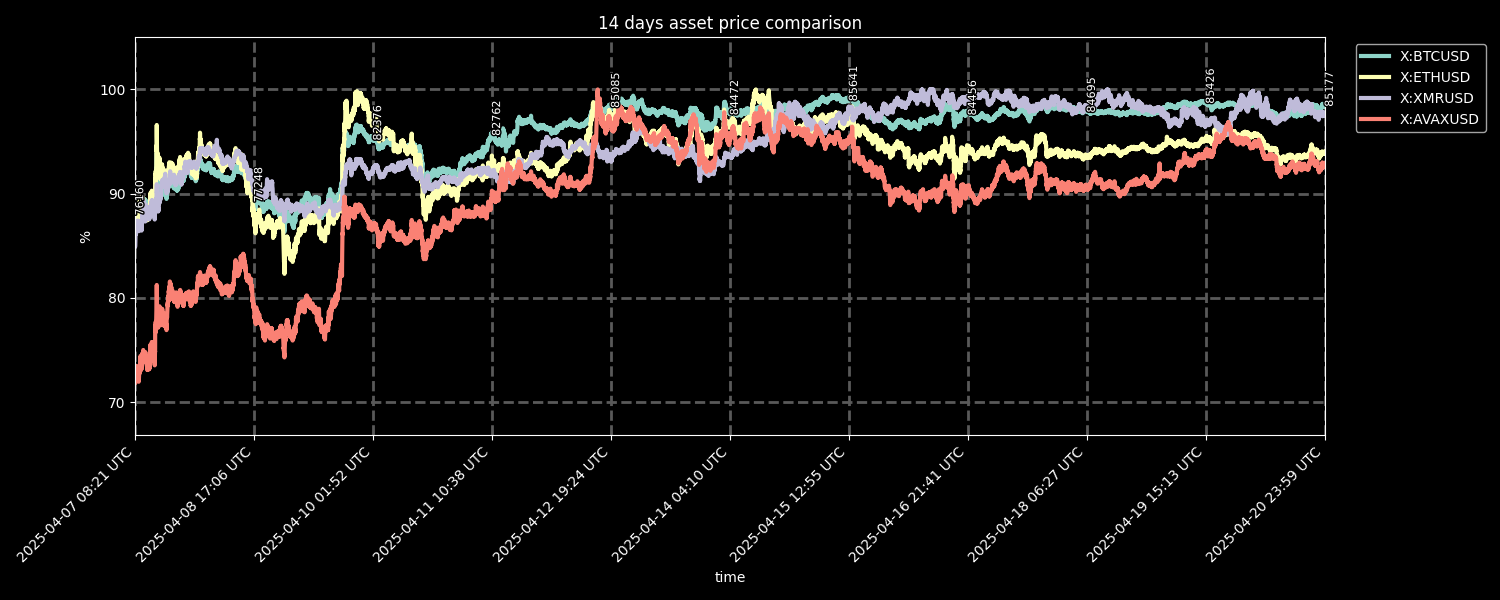 14 days asset price comparison
100
90
80
70
%
76160
77248
82376
82762
85085
84472
85641
84456
84695
85426
85177
X:BTCUSD
X:ETHUSD
X:XMRUSD
X:AVAXUSD
2025-04-07 08:21 UTC
2025-04-08 17:06 UTC
2025-04-10 01:52 UTC
2025-04-11 10:38 UTC
2025-04-12 19:24 UTC
2025-04-14 04:10 UTC
2025-04-15 12:55 UTC
2025-04-16 21:41 UTC
2025-04-18 06:27 UTC
2025-04-19 15:13 UTC
2025-04-20 23:59 UTC
time